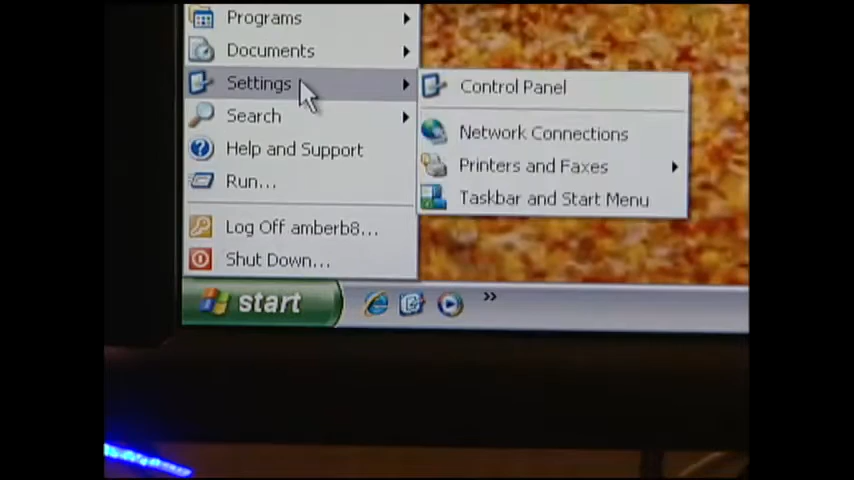 Programs
Documents
Settings
Search
Help and Support
Run...
Log Off amberb8...
Shut Down...
Control Panel
Network Connections
Printers and Faxes
Taskbar and Start Menu
start